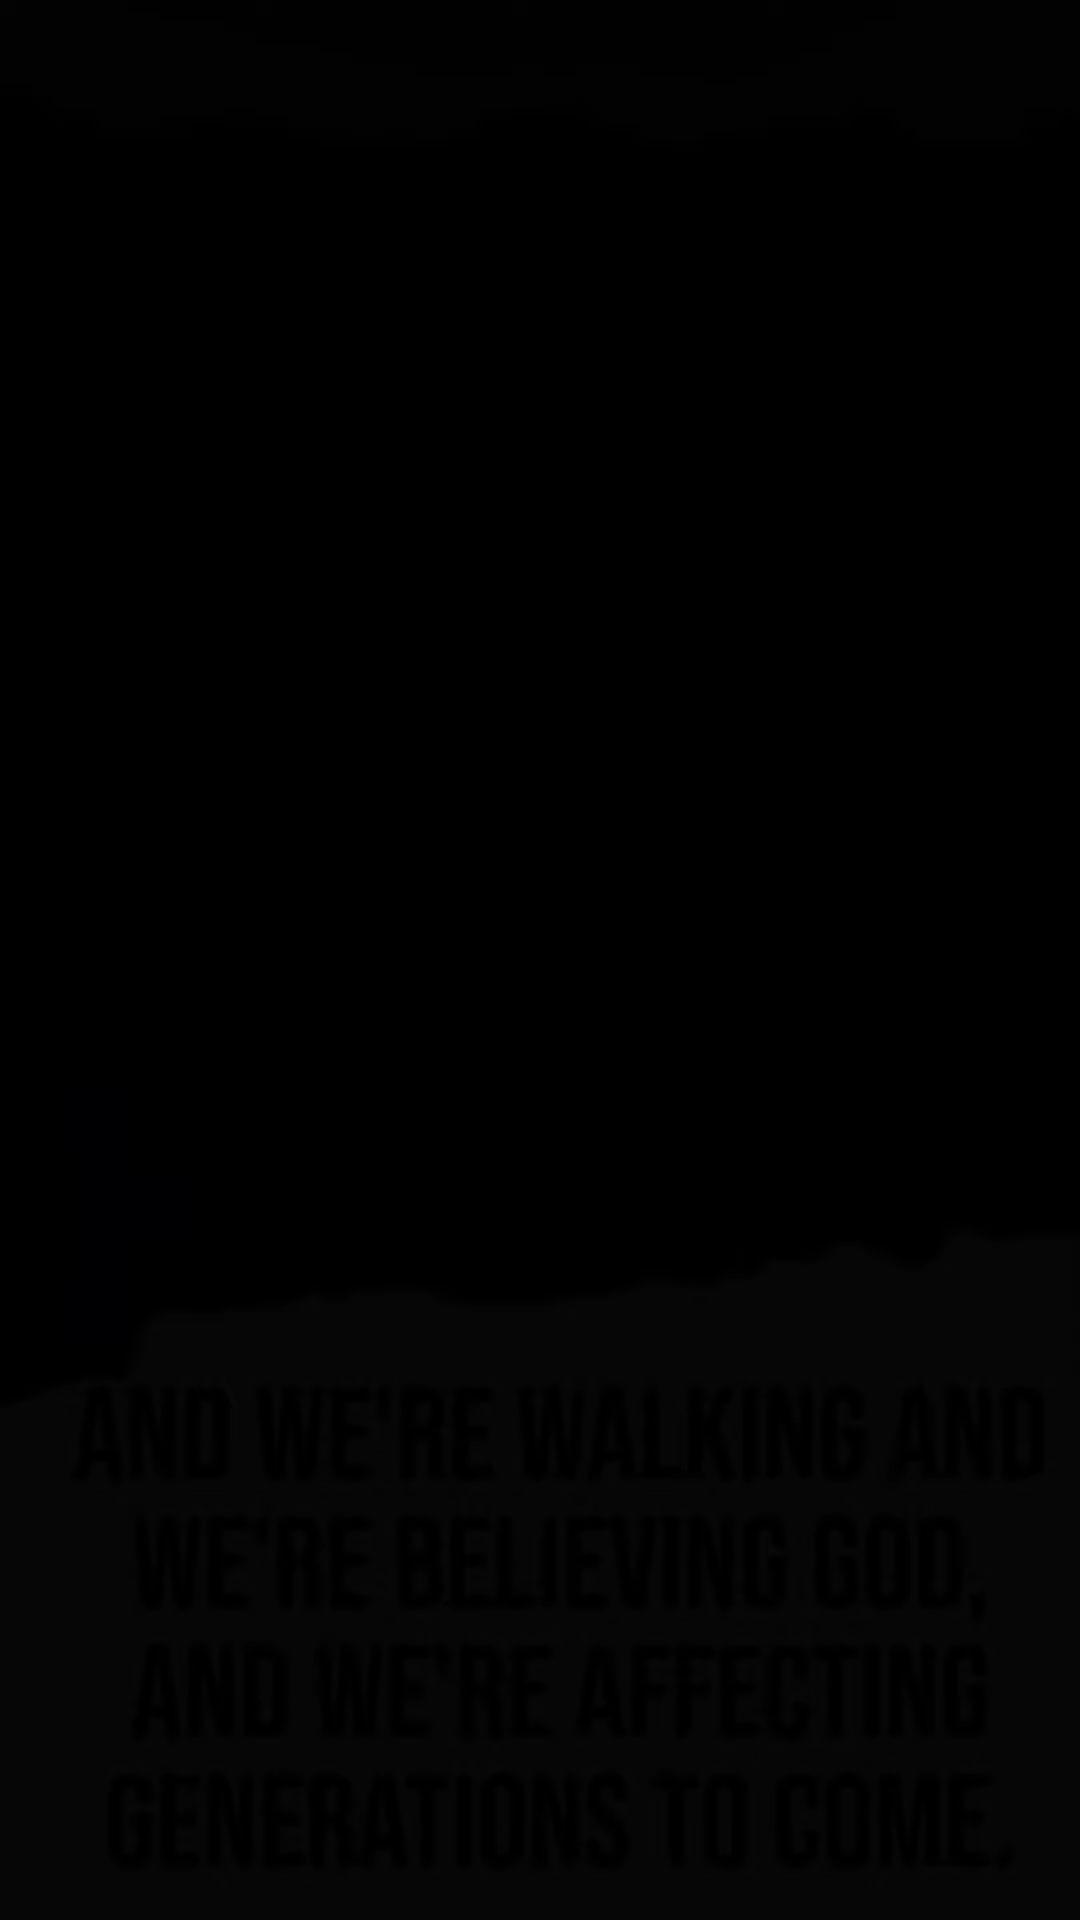 AND WE'RE WALKING AND
WE'RE BELIEVING GOD,
AND WE'RE AFFECTING
GENERATIONS TO COME.